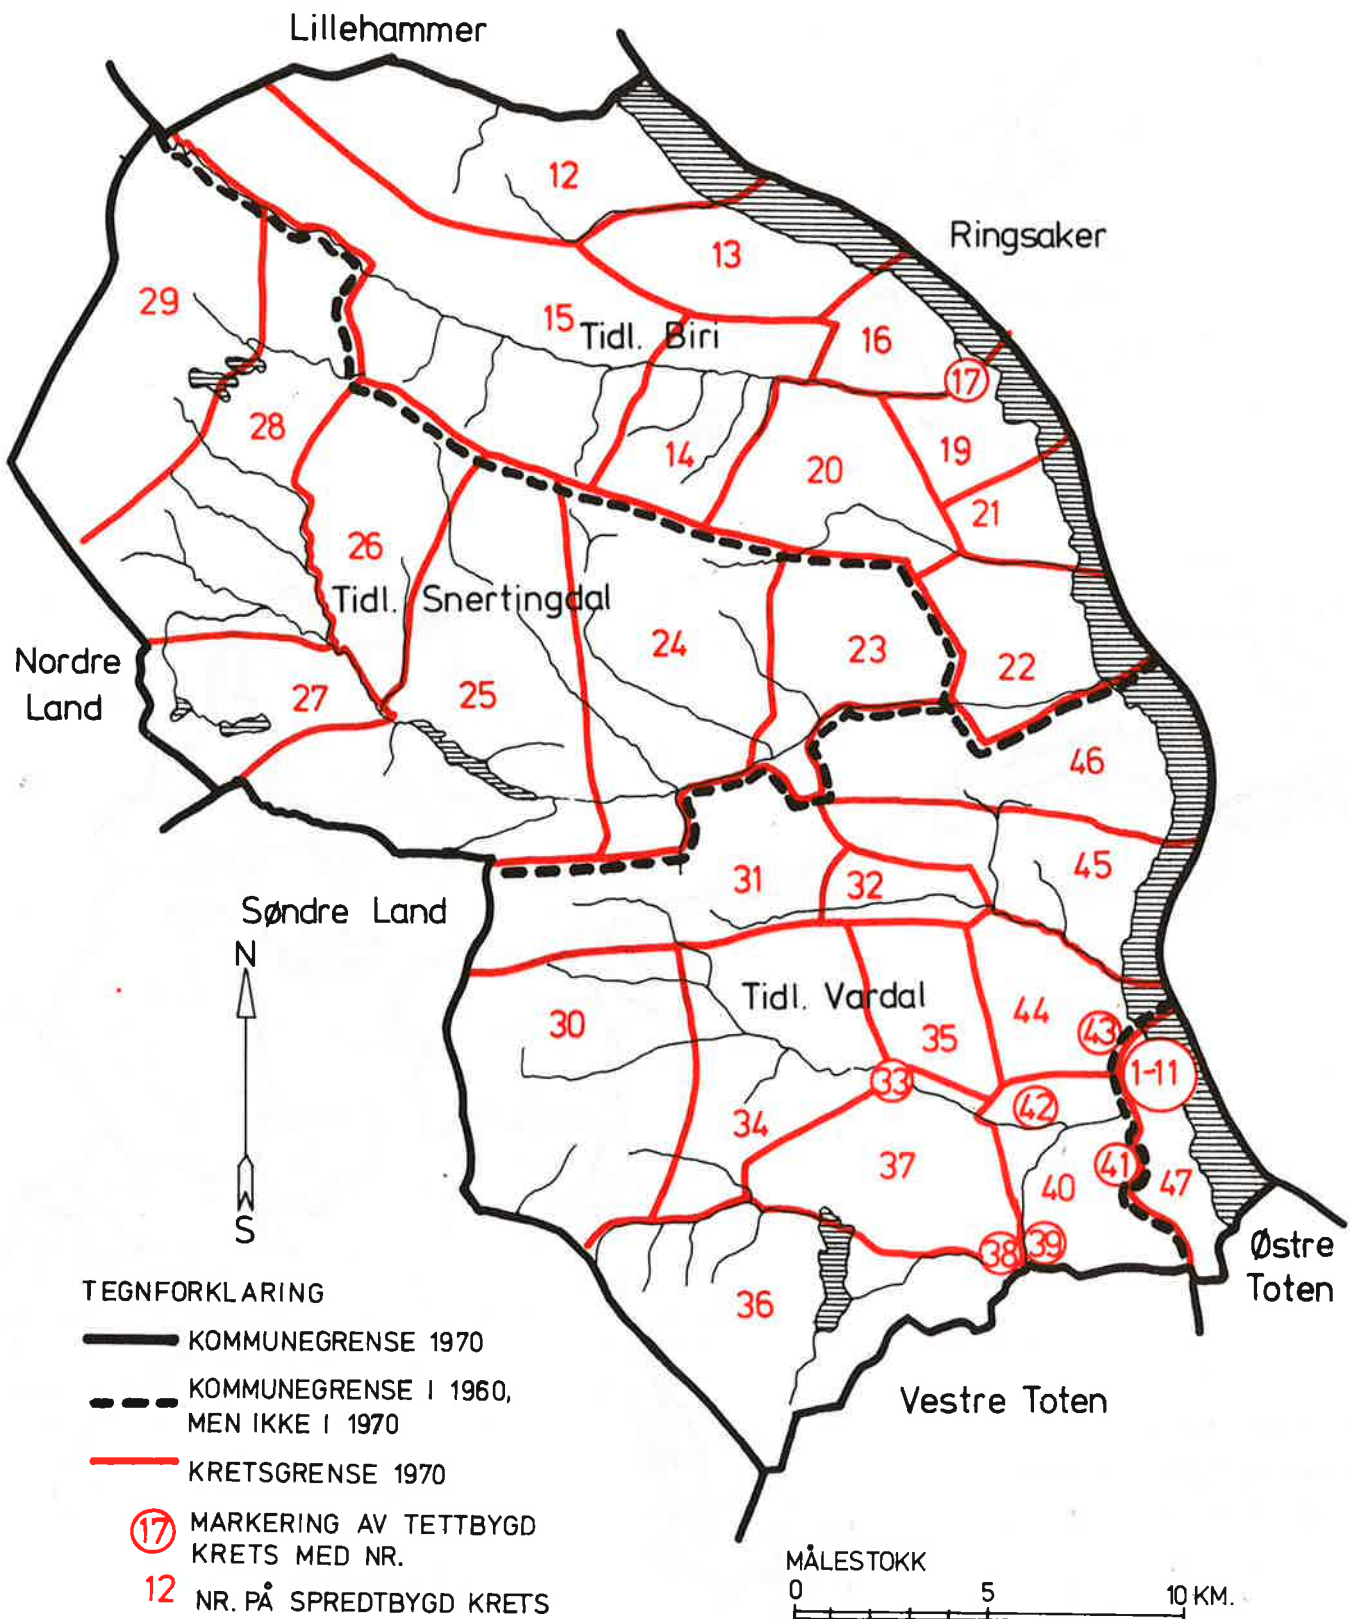 Lillehammer
12
Ringsaker
13
29
15
Tidl. Biri
16
17
28
14
20
19
21
26
Tidl. Snertingdal
24
23
22
Nordre
Land
27
25
46
31
32
45
Søndre Land
N
S
Tidl. Vardal
30
35
44
43
1-11
33
42
34
37
41
40
47
38
39
36
Østre
Toten
Vestre Toten
TEGNFORKLARING
KOMMUNEGRENSE 1970
KOMMUNEGRENSE I 1960,
MEN IKKE I 1970
KRETSGRENSE 1970
17 MARKERING AV TETTBYGD
KRETS MED NR.
12 NR. PÅ SPREDTBYGD KRETS
MÅLESTOKK
0 5 10 KM.